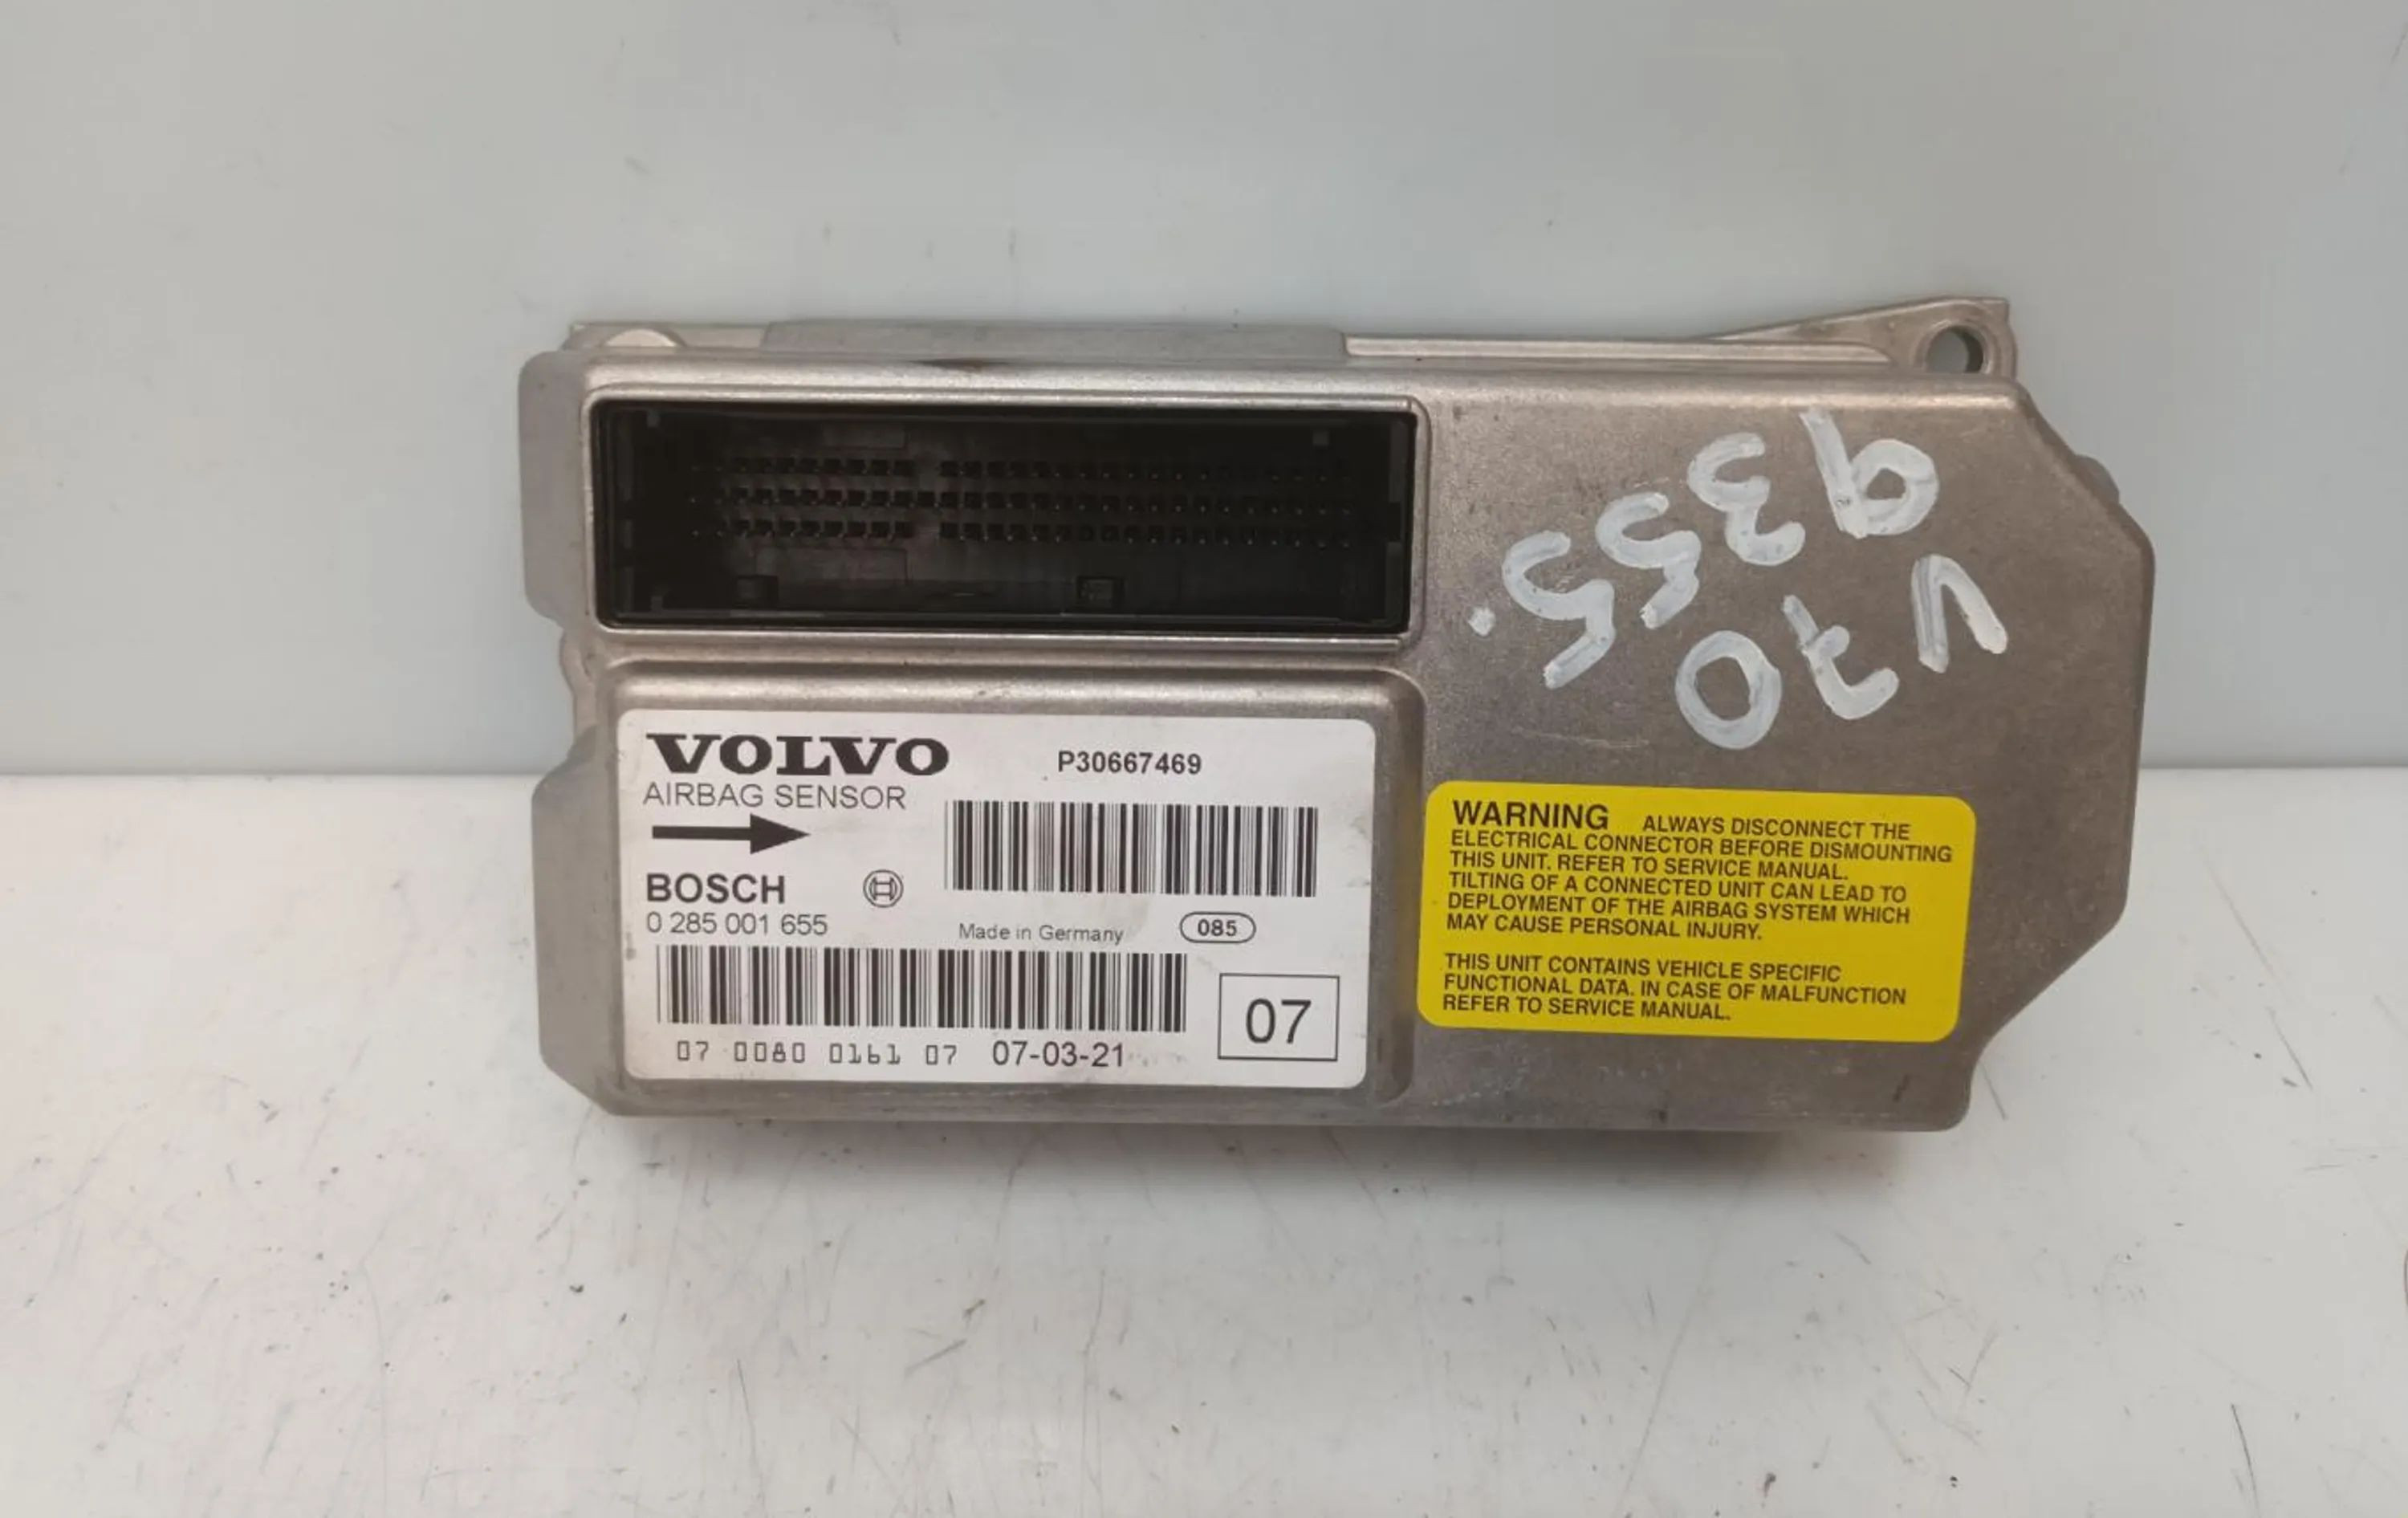 V70
9355.
VOLVO
P30667469
AIRBAG SENSOR
BOSCH
0 285 001 655
Made in Germany
085
07
07 0080 0161 07 07-03-21
WARNING ALWAYS DISCONNECT THE
ELECTRICAL CONNECTOR BEFORE DISMOUNTING
THIS UNIT. REFER TO SERVICE MANUAL.
TILTING OF A CONNECTED UNIT CAN LEAD TO
DEPLOYMENT OF THE AIRBAG SYSTEM WHICH
MAY CAUSE PERSONAL INJURY.
THIS UNIT CONTAINS VEHICLE SPECIFIC
FUNCTIONAL DATA. IN CASE OF MALFUNCTION
REFER TO SERVICE MANUAL.